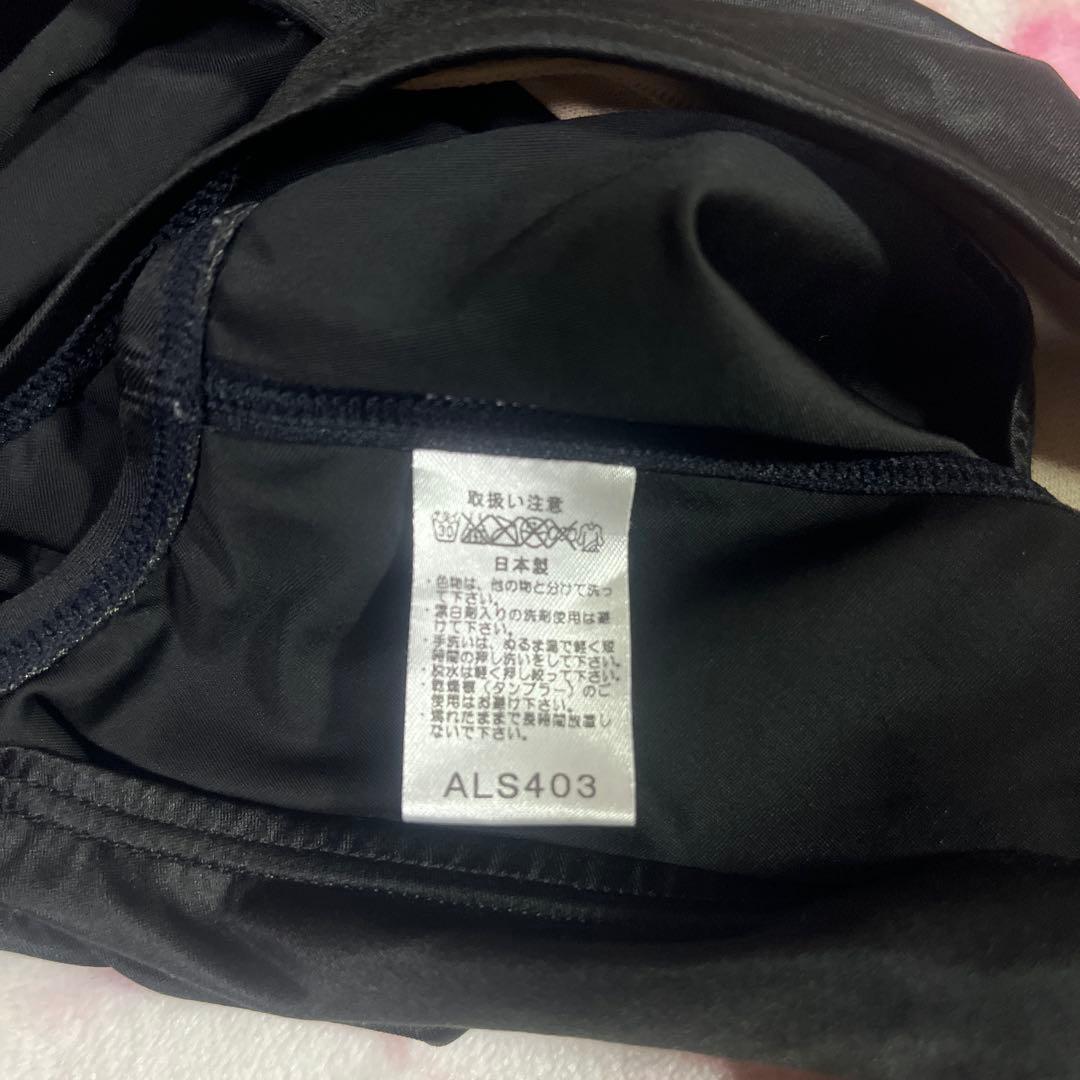 取扱い注意
30
日本製
・色物は、他の物と分けて洗っ
て下さい。
・漂白剤入りの洗剤使用は避
けて下さい。
・手洗いは、ぬるま湯で軽く短
時間の押し洗いをして下さい。
・脱水は軽く押し絞って下さい。
・乾燥機（タンブラー）のご
使用はお避け下さい。
・濡れたままで長時間放置し
ないで下さい。
ALS403